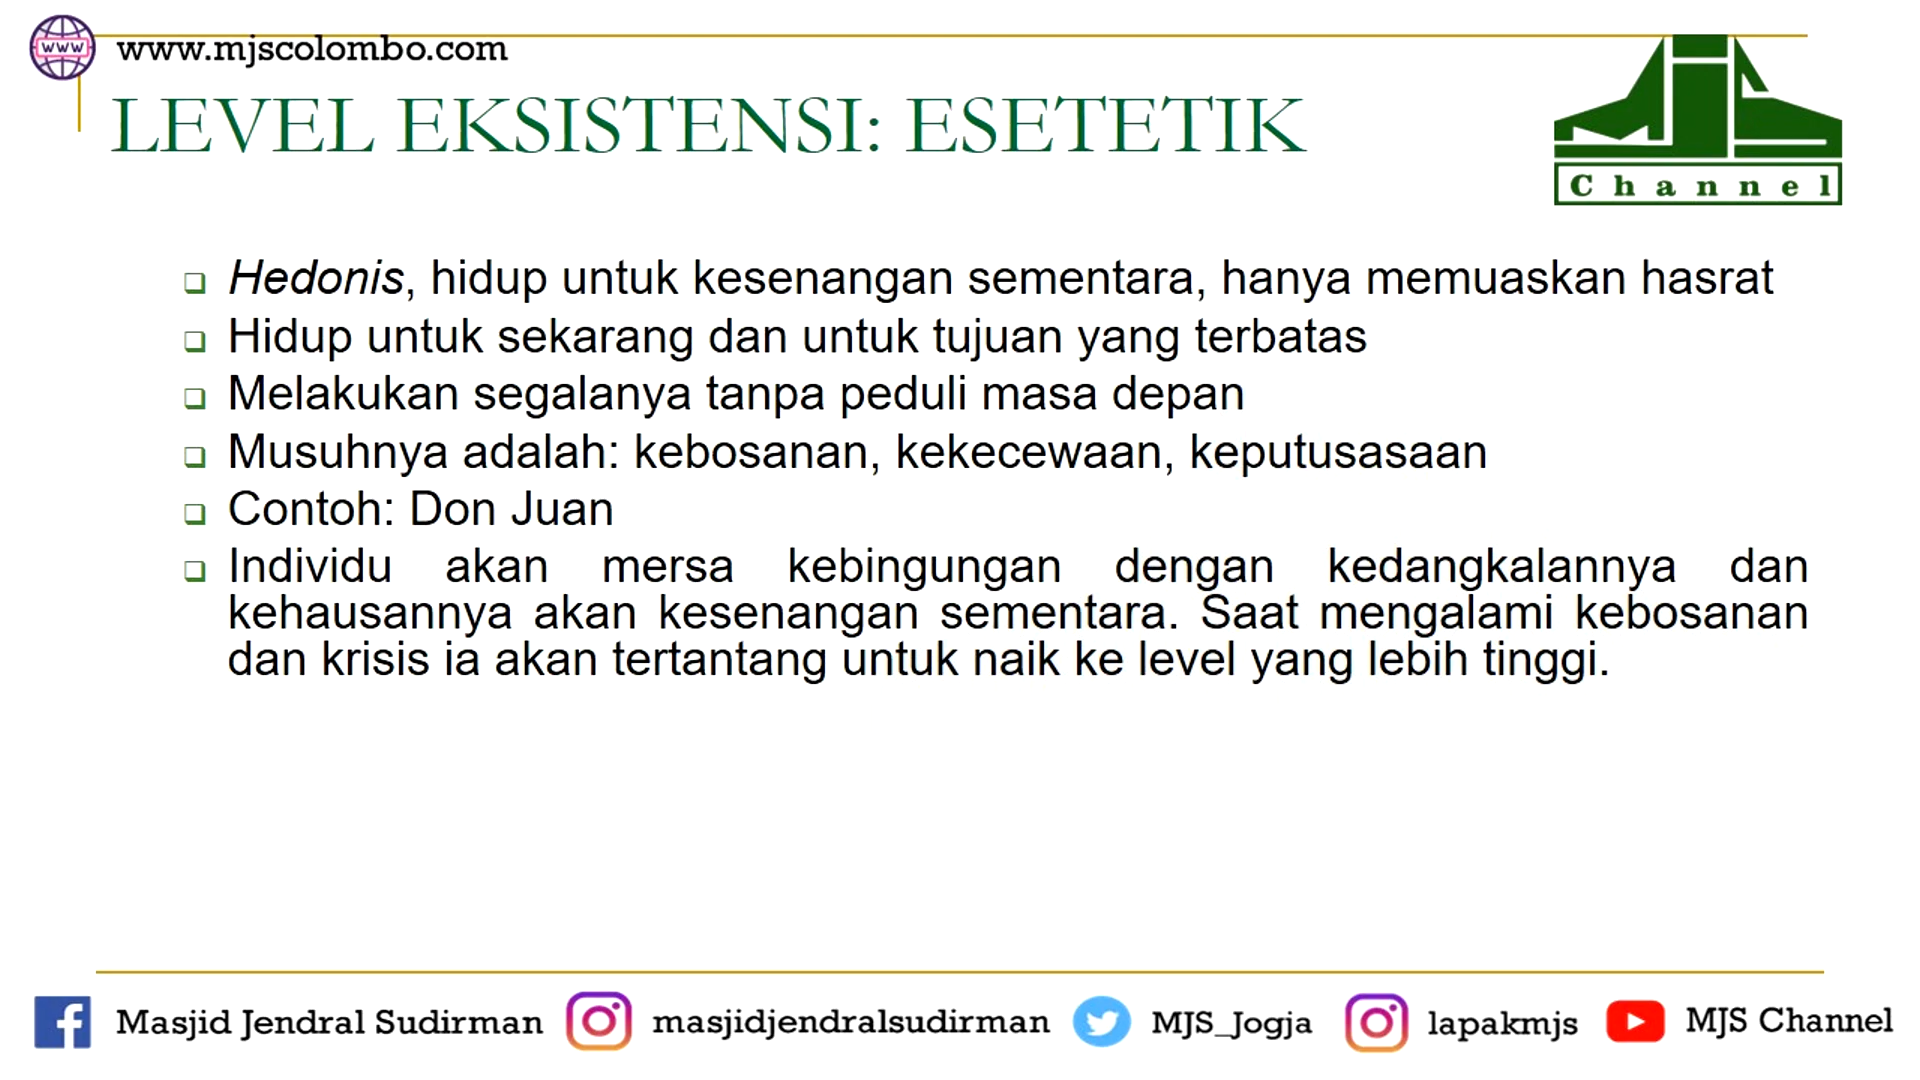 www
www.mjscolombo.com
LEVEL EKSISTENSI: ESETETIK
MJS
Channel
Hedonis, hidup untuk kesenangan sementara, hanya memuaskan hasrat
Hidup untuk sekarang dan untuk tujuan yang terbatas
Melakukan segalanya tanpa peduli masa depan
Musuhnya adalah: kebosanan, kekecewaan, keputusasaan
Contoh: Don Juan
Individu akan mersa kebingungan dengan kedangkalannya dan
kehausannya akan kesenangan sementara. Saat mengalami kebosanan
dan krisis ia akan tertantang untuk naik ke level yang lebih tinggi.
Masjid Jendral Sudirman masjidjendralsudirman MJS_Jogja lapakmjs MJS Channel